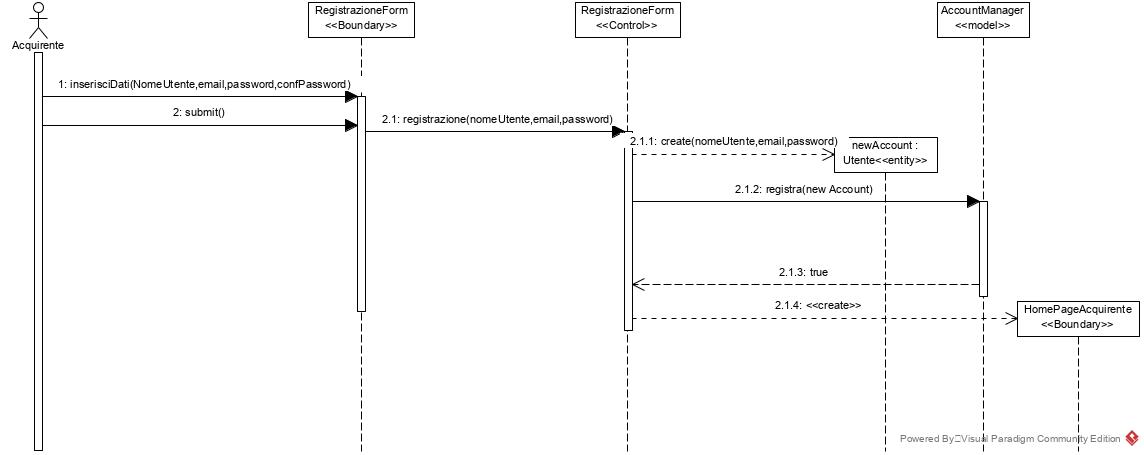 RegistrazioneForm
<<Boundary>>
RegistrazioneForm
<<Control>>
AccountManager
<<model>>
Acquirente
1: inserisciDati(NomeUtente,email,password,confPassword)
2: submit()
2.1: registrazione(nomeUtente,email,password)
2.1.1: create(nomeUtente,email,password)
newAccount :
Utente<<entity>>
2.1.2: registra(new Account)
2.1.3: true
2.1.4: <<create>>
HomePageAcquirente
<<Boundary>>
Powered By Visual Paradigm Community Edition